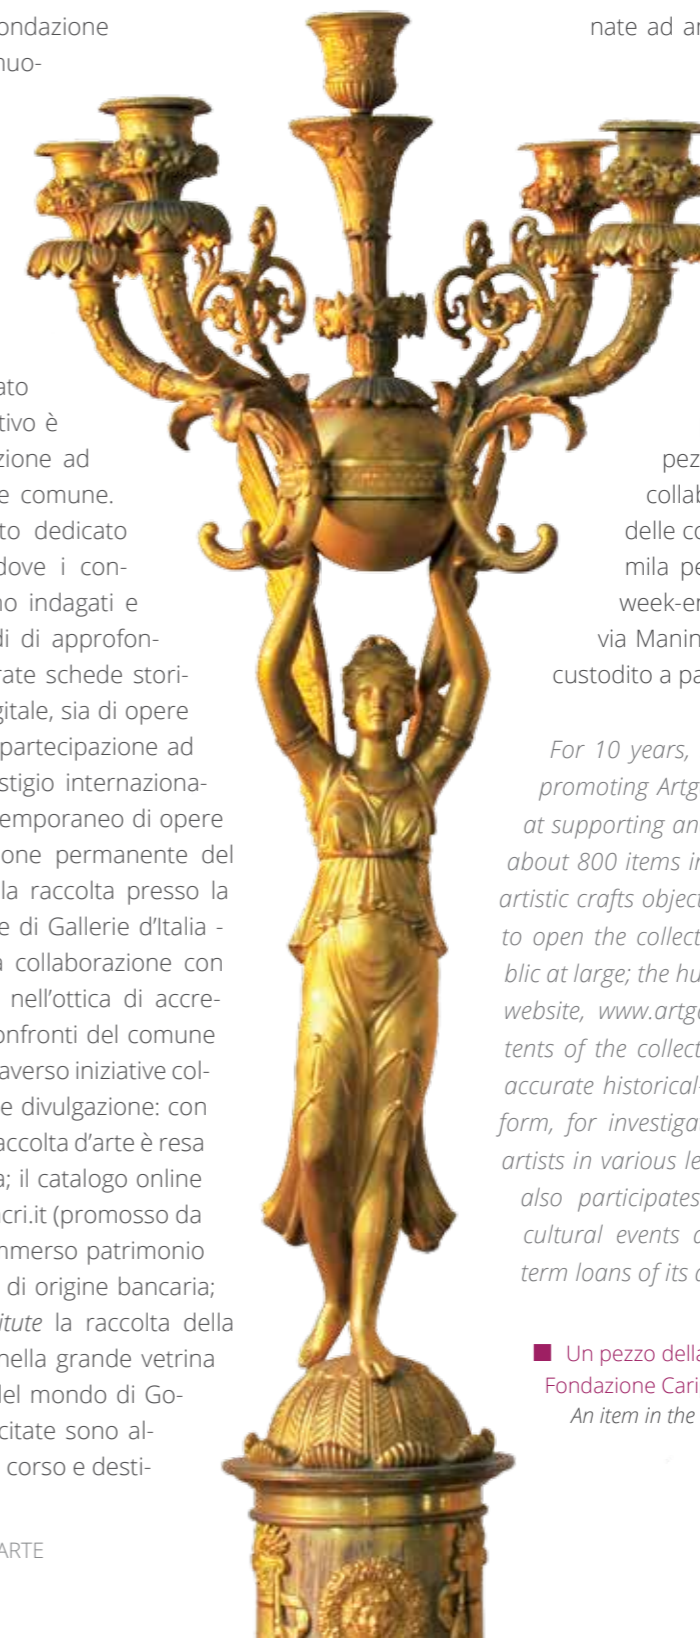 ondazione
nuo-
ato
tivo è
zione ad
e comune.
to dedicato
dove i con-
no indagati e
di di approfon-
rate schede stori-
gitale, sia di opere
partecipazione ad
stigio internaziona-
temporaneo di opere
one permanente del
la raccolta presso la
e di Gallerie d’Italia -
a collaborazione con
nell’ottica di accre-
onfronti del comune
averso iniziative col-
e divulgazione: con
accolta d’arte è resa
a; il catalogo online
acri.it (promosso da
mmerso patrimonio
di origine bancaria;
itute la raccolta della
nella grande vetrina
del mondo di Go-
citate sono al-
corso e desti-
ARTE
nate ad an
pez
collab
delle co
mila pe
week-en
via Manin
custodito a pa
For 10 years,
promoting Artg
at supporting an
about 800 items in
artistic crafts object
to open the collect
blic at large; the hu
website, www.artge
tents of the collect
accurate historical-
form, for investiga
artists in various le
also participates
cultural events a
term loans of its a
Un pezzo della
Fondazione Cari
An item in the